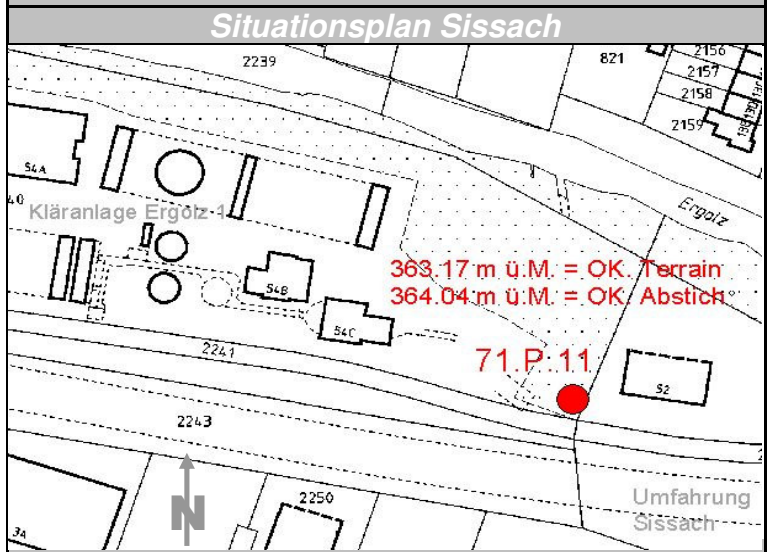 Situationsplan Sissach
2239
821
2156
2157
2158
2159
54A
Kläranlage Ergolz 1
Ergolz
363.17 m ü.M. = OK. Terrain
364.04 m ü.M. = OK. Abstich
54B
54C
2241
71.P.11
52
2243
2250
N
Umfahrung
Sissach
3A